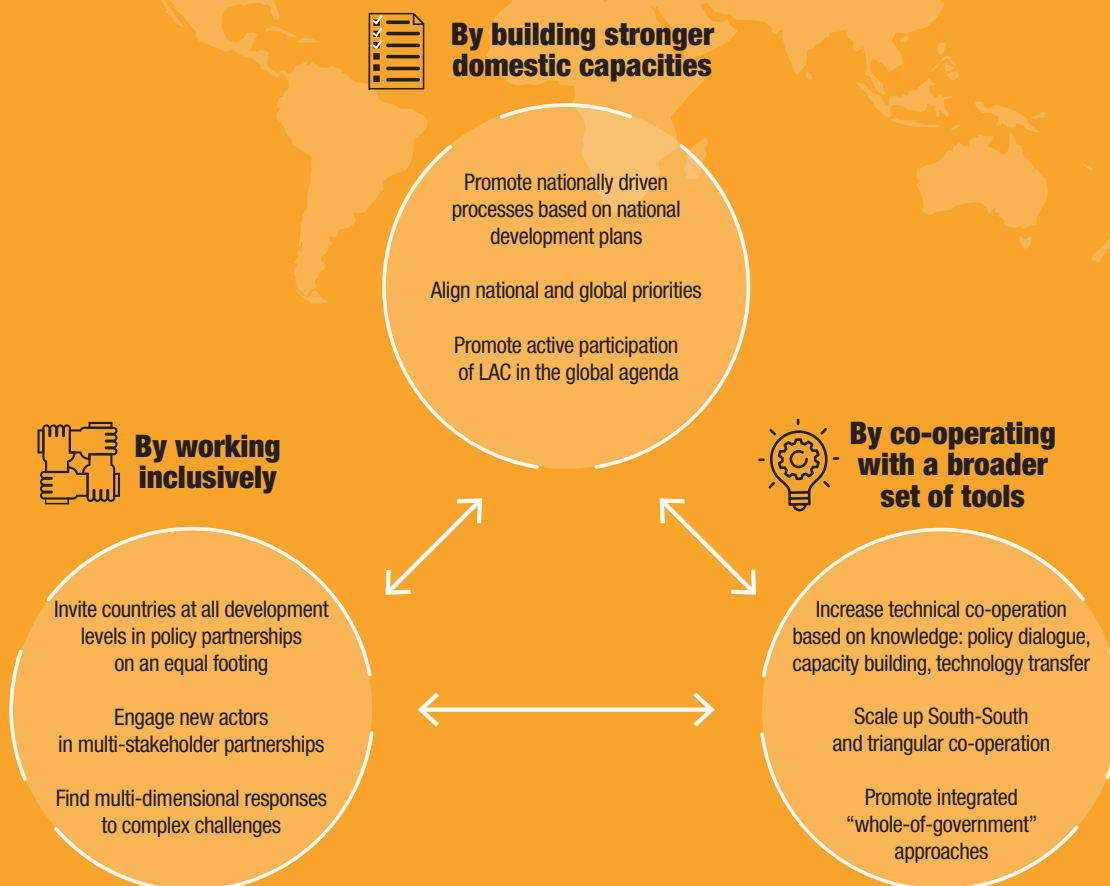 By building stronger
domestic capacities
Promote nationally driven
processes based on national
development plans
Align national and global priorities
Promote active participation
of LAC in the global agenda
By working
inclusively
Invite countries at all development
levels in policy partnerships
on an equal footing
Engage new actors
in multi-stakeholder partnerships
Find multi-dimensional responses
to complex challenges
By co-operating
with a broader
set of tools
Increase technical co-operation
based on knowledge: policy dialogue,
capacity building, technology transfer
Scale up South-South
and triangular co-operation
Promote integrated
“whole-of-government”
approaches